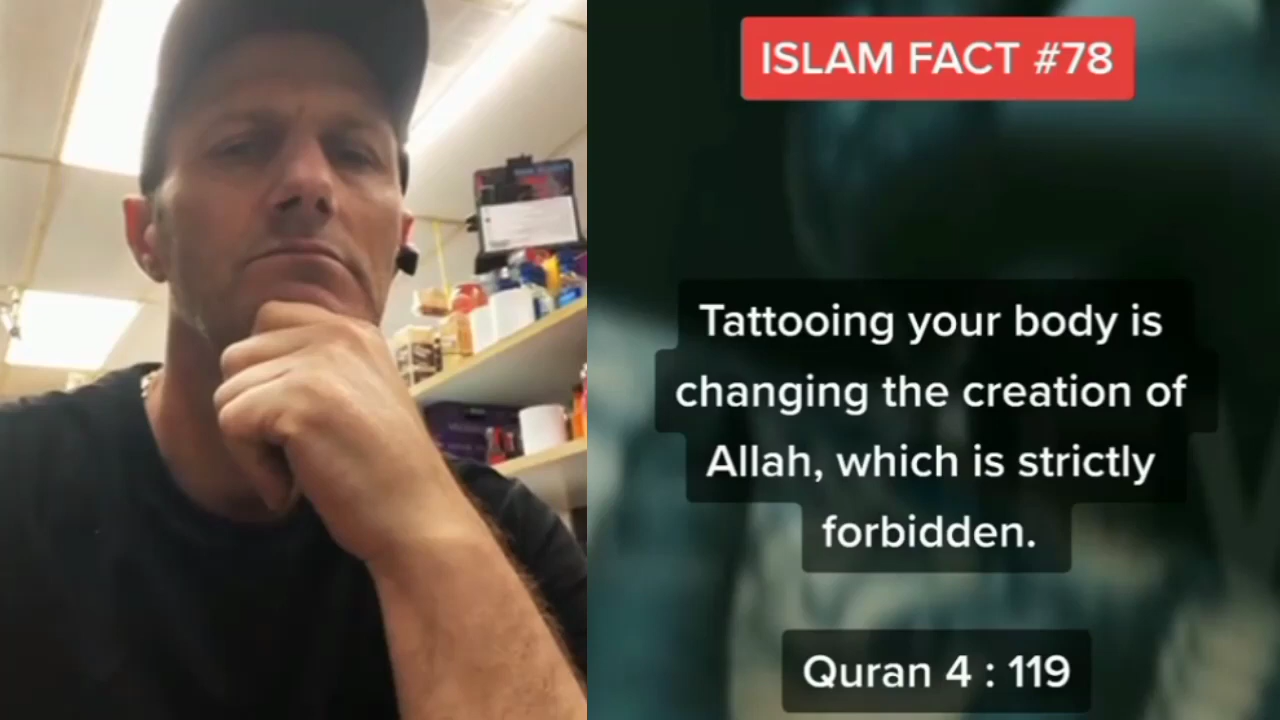 ISLAM FACT #78
Tattooing your body is
changing the creation of
Allah, which is strictly
forbidden.
Quran 4 : 119